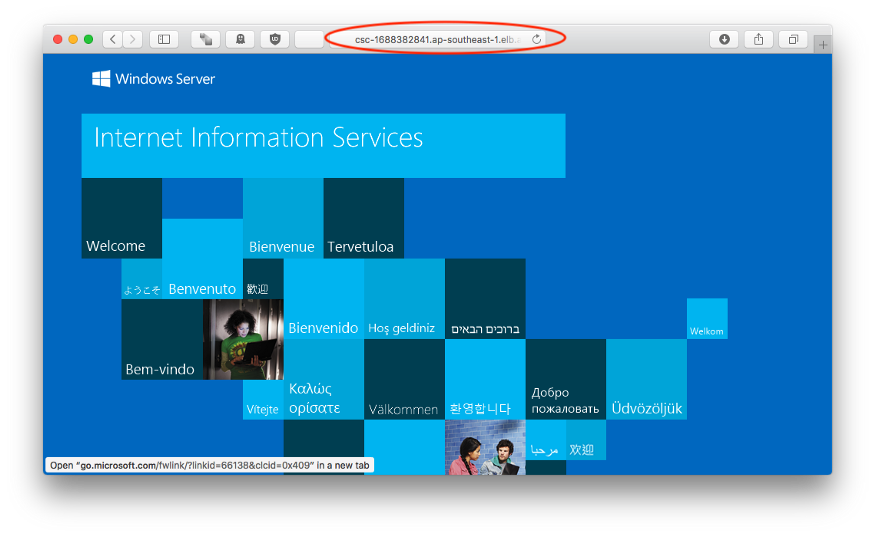 csc-1688382841.ap-southeast-1.elb.
Windows Server
Internet Information Services
Welcome
Bienvenue
Tervetuloa
ようこそ
Benvenuto
歡迎
Bienvenido
Hoş geldiniz
ברוכים הבאים
Welkom
Bem-vindo
Vítejte
Καλώς
ορίσατε
Välkommen
환영합니다
Добро
пожаловать
Üdvözöljük
مرحبا
欢迎
Open "go.microsoft.com/fwlink/?linkid=66138&clcid=0x409" in a new tab